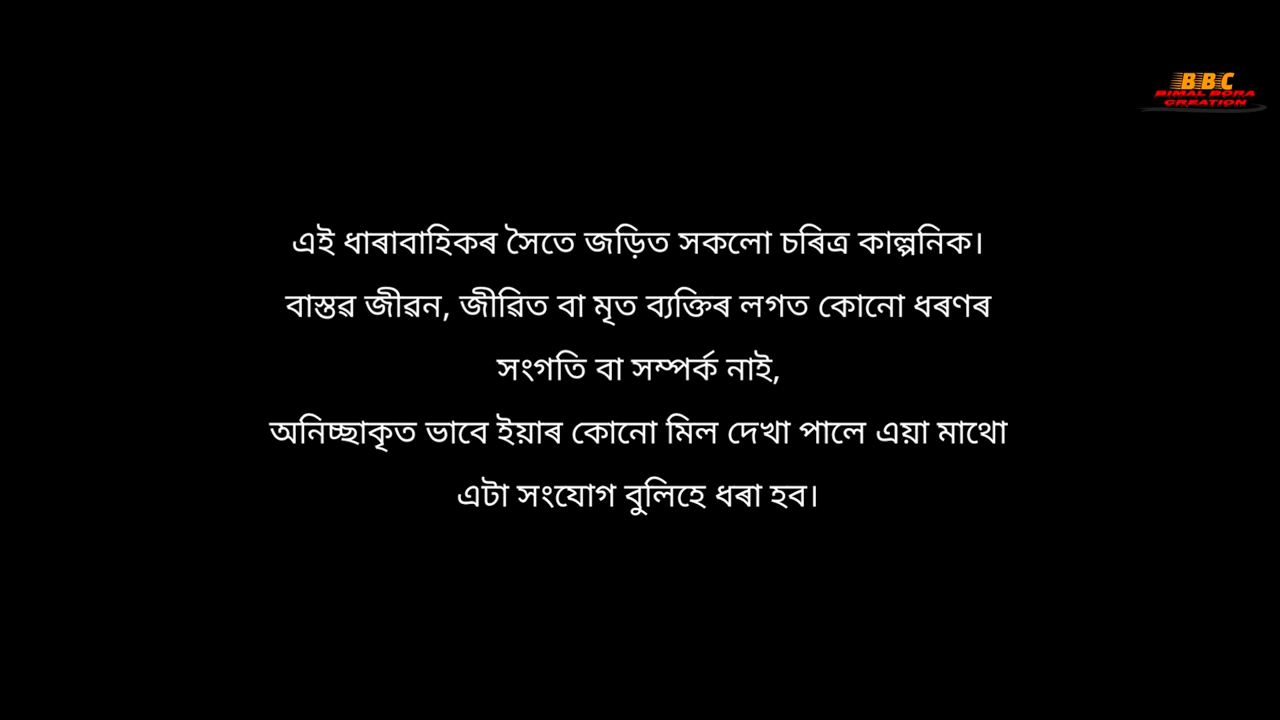 BBC
BIMAL BORA
CREATION
এই ধাৰাবাহিকৰ সৈতে জড়িত সকলো চৰিত্ৰ কাল্পনিক।
বাস্তৱ জীৱন, জীৱিত বা মৃত ব্যক্তিৰ লগত কোনো ধৰণৰ
সংগতি বা সম্পৰ্ক নাই,
অনিচ্ছাকৃত ভাবে ইয়াৰ কোনো মিল দেখা পালে এয়া মাথো
এটা সংযোগ বুলিহে ধৰা হব।